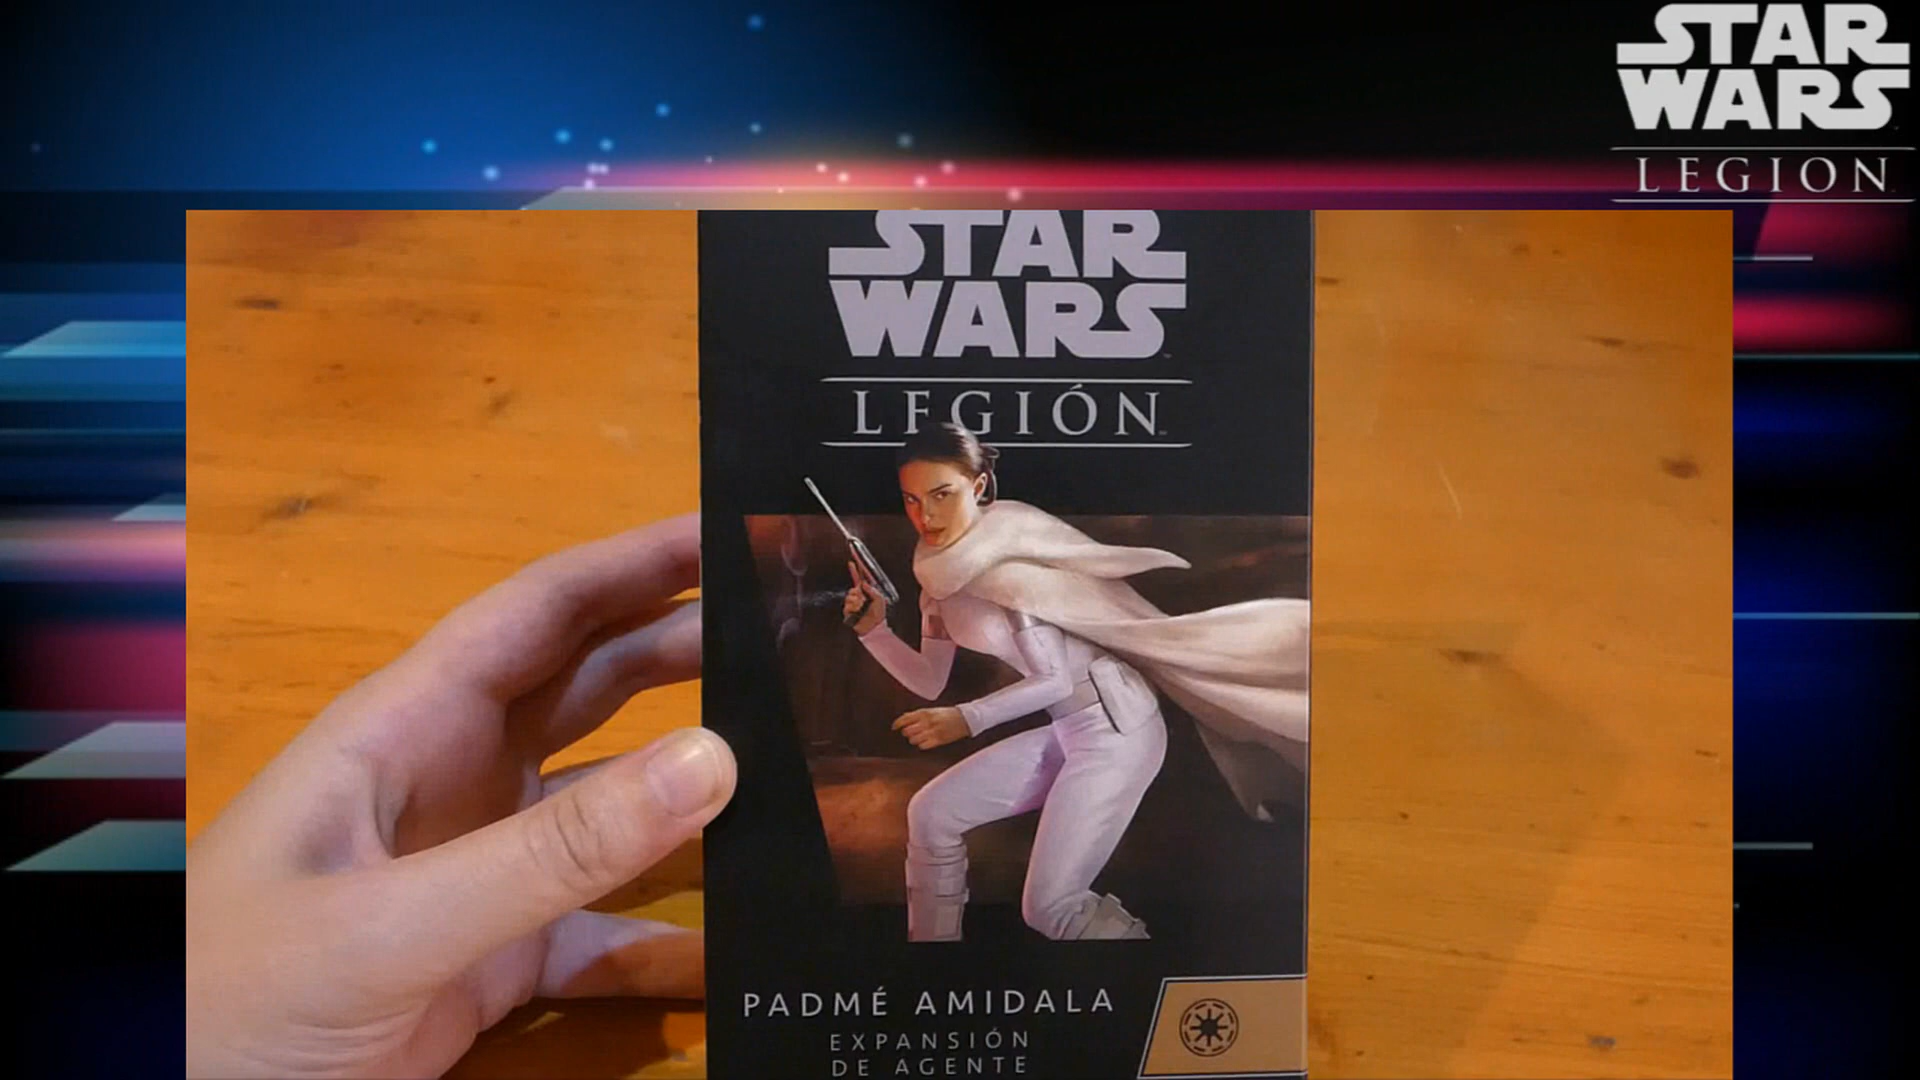 STAR
WARS
LEGION
STAR
WARS
LEGIÓN
PADMÉ AMIDALA
EXPANSIÓN
DE AGENTE